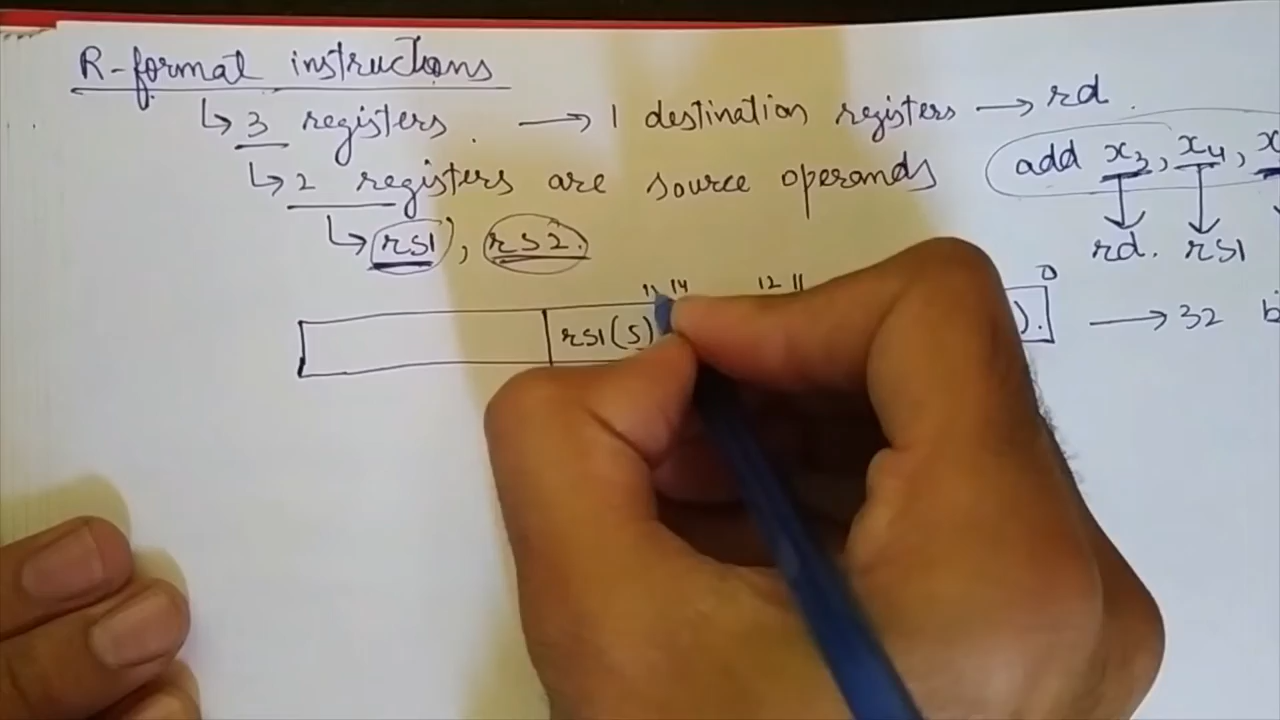 R-format instructions
↳ 3 registers. → 1 destination registers → rd.
↳ 2 registers are source operands
add x3, x4, x
↳ rs1, rs2.
rd. rs1
14 12 11 0
rs1(5) ). → 32